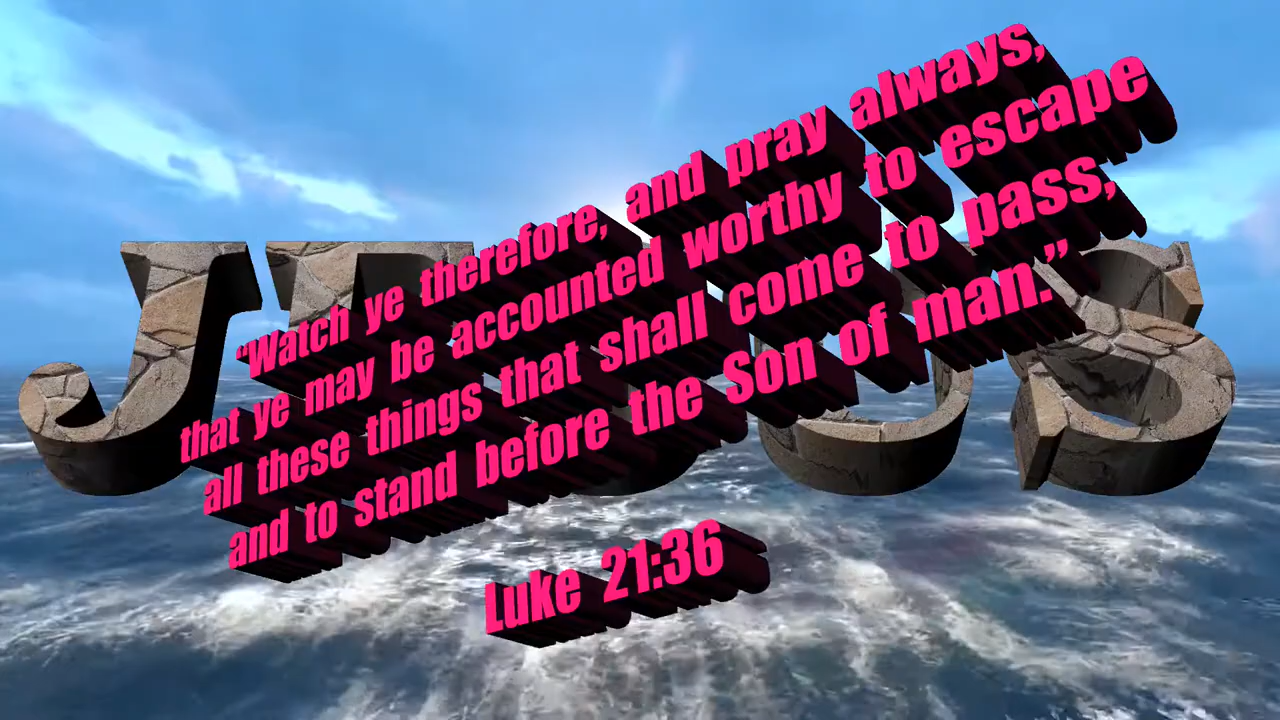 “Watch ye therefore, and pray always,
that ye may be accounted worthy to escape
all these things that shall come to pass,
and to stand before the Son of man.”
Luke 21:36
JESUS